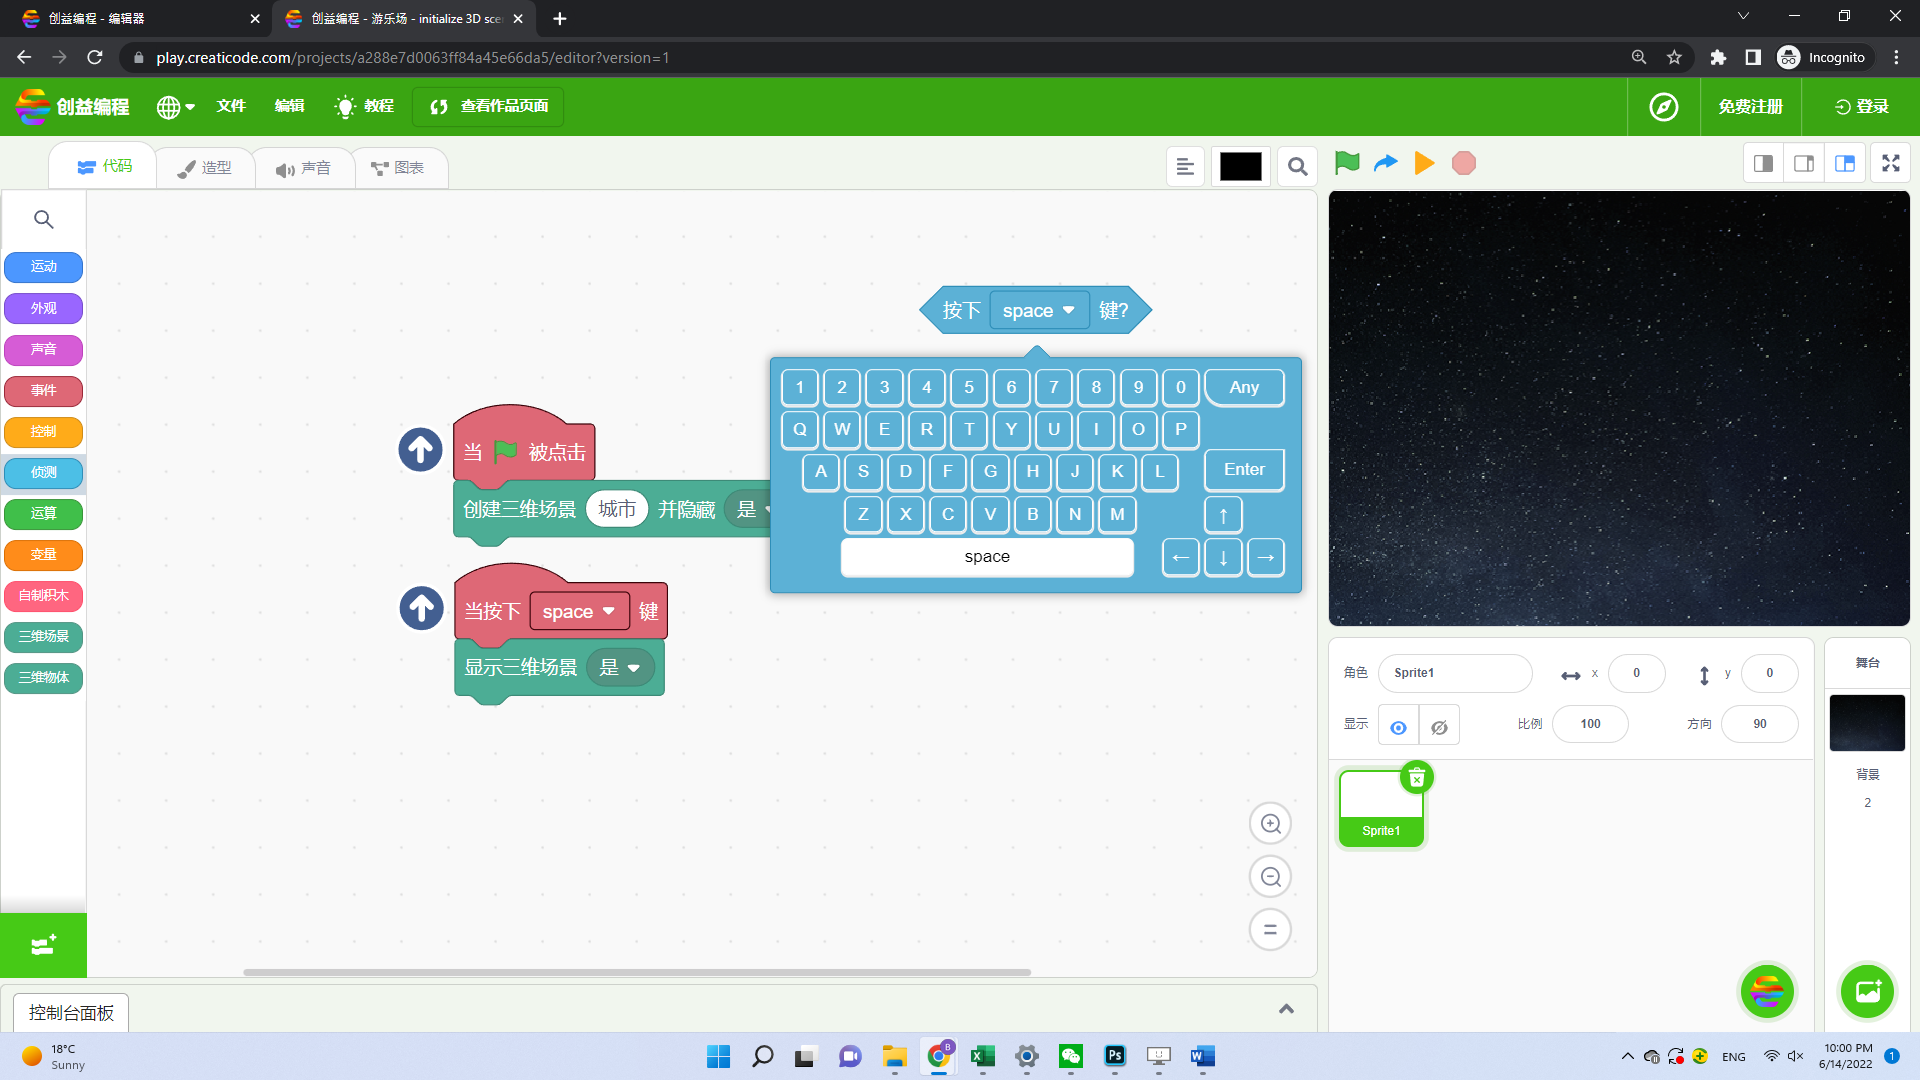 创益编程 - 编辑器
创益编程 - 游乐场 - initialize 3D sce
play.creaticode.com/projects/a288e7d0063ff84a45e66da5/editor?version=1
Incognito
创益编程
文件
编辑
教程
查看作品页面
免费注册
登录
代码
造型
声音
图表
运动
外观
声音
事件
控制
侦测
运算
变量
自制积木
三维场景
三维物体
当 被点击
创建三维场景 城市 并隐藏 是
当按下 space 键
显示三维场景 是
按下 space 键?
1 2 3 4 5 6 7 8 9 0 Any
Q W E R T Y U I O P
A S D F G H J K L Enter
Z X C V B N M ↑
space ← ↓ →
角色 Sprite1 x 0 y 0
显示 比例 100 方向 90
Sprite1
舞台
背景
2
控制台面板
18°C
Sunny
B
Ps
ENG
10:00 PM
6/14/2022
1